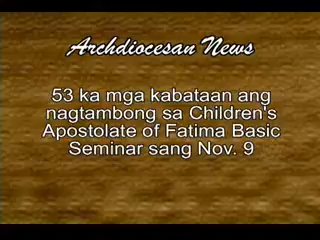 Archdiocesan News
53 ka mga kabataan ang
nagtambong sa Children's
Apostolate of Fatima Basic
Seminar sang Nov. 9